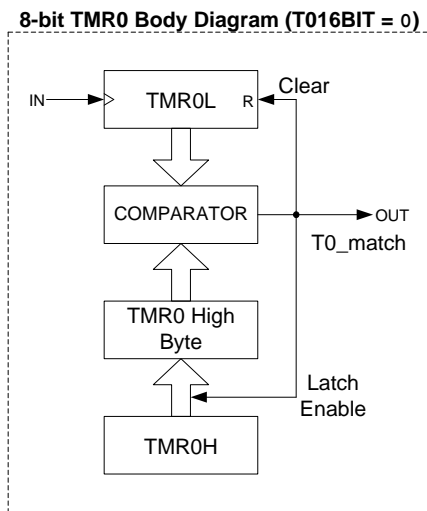 8-bit TMR0 Body Diagram (T016BIT = 0)
IN
TMR0L
R
Clear
COMPARATOR
OUT
T0_match
TMR0 High
Byte
Latch
Enable
TMR0H